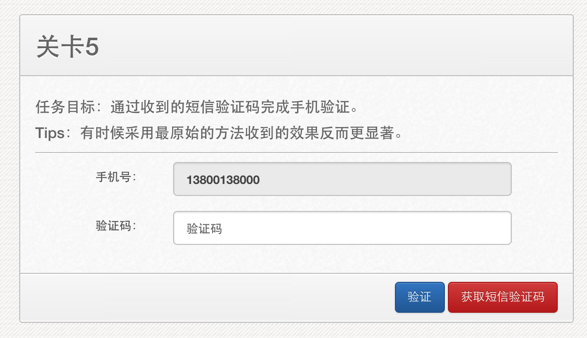 关卡5
任务目标：通过收到的短信验证码完成手机验证。
Tips：有时候采用最原始的方法收到的效果反而更显著。
手机号： 13800138000
验证码： 验证码
验证 获取短信验证码